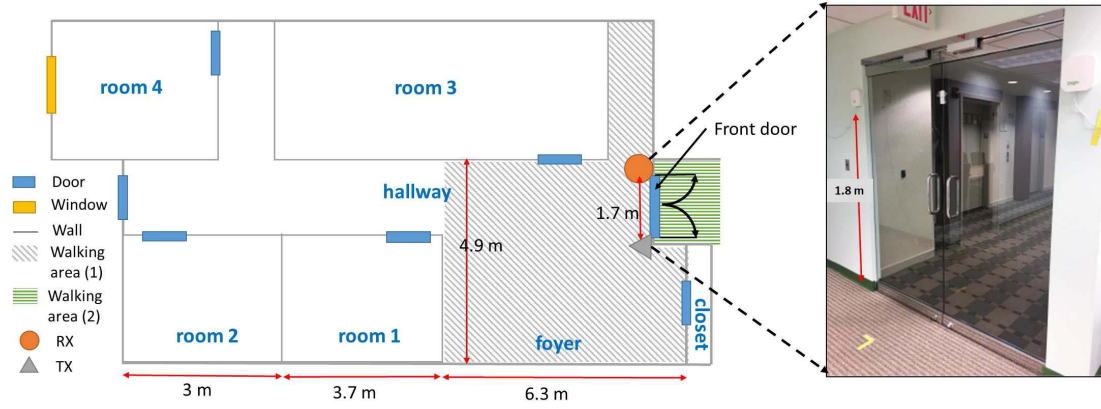 room 4
room 3
Front door
hallway
1.7 m
4.9 m
Door
Window
Wall
Walking
area (1)
Walking
area (2)
RX
TX
room 2
room 1
foyer
closet
3 m
3.7 m
6.3 m
EXIT
1.8 m